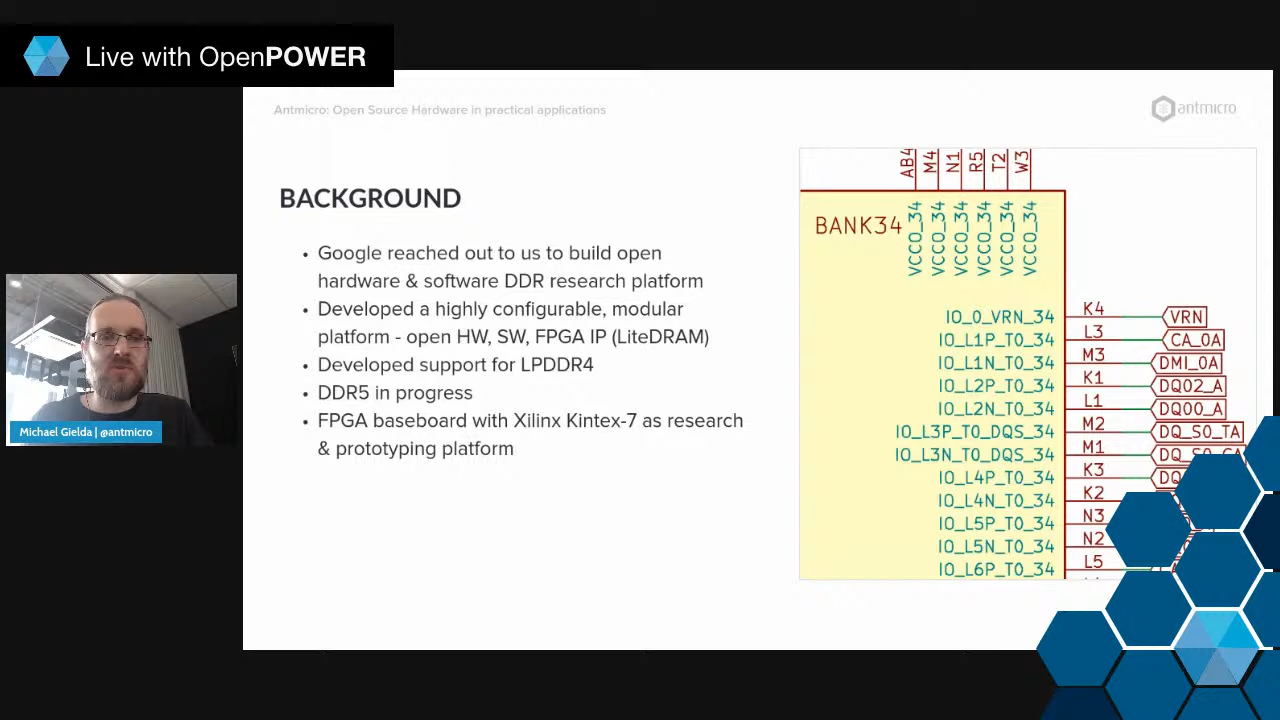 Live with OpenPOWER
Antmicro: Open Source Hardware in practical applications
antmicro
BACKGROUND
• Google reached out to us to build open
hardware & software DDR research platform
• Developed a highly configurable, modular
platform - open HW, SW, FPGA IP (LiteDRAM)
• Developed support for LPDDR4
• DDR5 in progress
• FPGA baseboard with Xilinx Kintex-7 as research
& prototyping platform
Michael Gielda | @antmicro
AB4 M4 N1 R5 T2 W3
BANK34
VCCO_34 VCCO_34 VCCO_34 VCCO_34 VCCO_34 VCCO_34
IO_0_VRN_34 K4 VRN
IO_L1P_T0_34 L3 CA_0A
IO_L1N_T0_34 M3 DMI_0A
IO_L2P_T0_34 K1 DQ02_A
IO_L2N_T0_34 L1 DQ00_A
IO_L3P_T0_DQS_34 M2 DQ_S0_TA
IO_L3N_T0_DQS_34 M1 DQ_S0_CA
IO_L4P_T0_34 K3
IO_L4N_T0_34 K2
IO_L5P_T0_34 N3
IO_L5N_T0_34 N2
IO_L6P_T0_34 L5